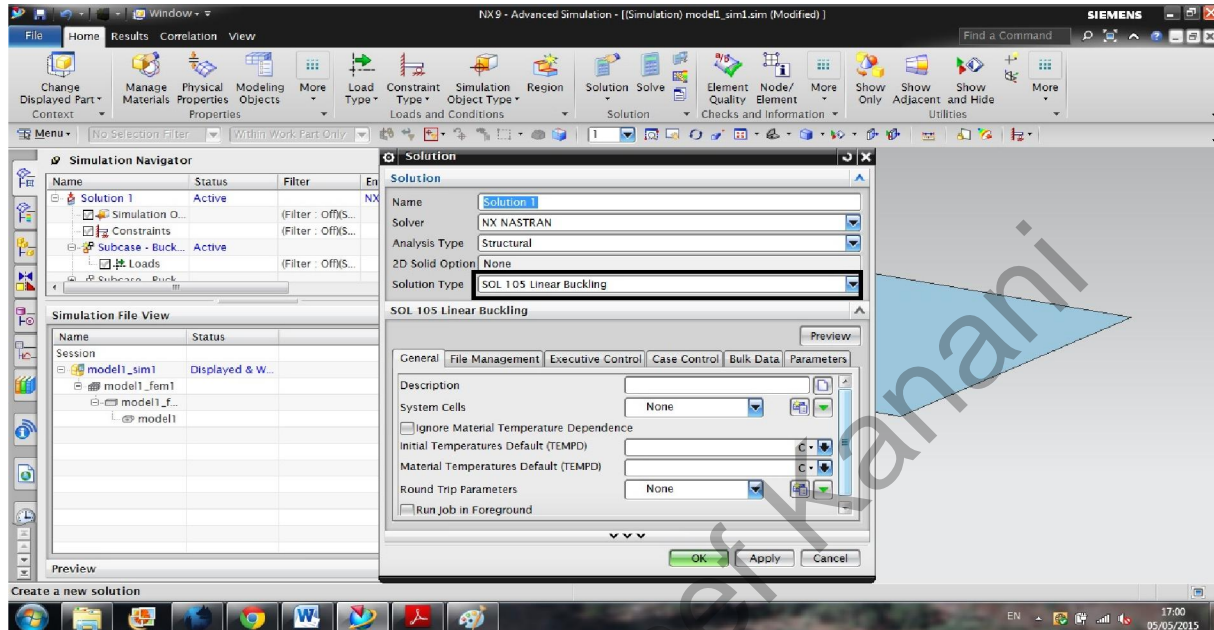 Window
NX 9 - Advanced Simulation - [(Simulation) model1_sim1.sim (Modified) ]
SIEMENS
File Home Results Correlation View
Find a Command
Change Displayed Part
Manage Materials
Physical Properties
Modeling Objects
More
Load Type
Constraint Type
Simulation Object Type
Region
Solution
Solve
Element Quality
Node/ Element
More
Show Only
Show Adjacent
Show and Hide
More
Context Properties Loads and Conditions Solution Checks and Information Utilities
Menu No Selection Filter Within Work Part Only 1
Simulation Navigator
Name Status Filter En
Solution 1 Active NX
Simulation O... (Filter : Off)(S...
Constraints (Filter : Off)(S...
Subcase - Buck... Active
Loads (Filter : Off)(S...
Subcase - Buck...
Simulation File View
Name Status
Session
model1_sim1 Displayed & W...
model1_fem1
model1_f...
model1
Preview
Solution
Solution
Name Solution 1
Solver NX NASTRAN
Analysis Type Structural
2D Solid Option None
Solution Type SOL 105 Linear Buckling
SOL 105 Linear Buckling
Preview
General File Management Executive Control Case Control Bulk Data Parameters
Description
System Cells None
Ignore Material Temperature Dependence
Initial Temperatures Default (TEMPD) C
Material Temperatures Default (TEMPD) C
Round Trip Parameters None
Run Job in Foreground
OK Apply Cancel
Create a new solution
EN 17:00
05/05/2015
Kanani